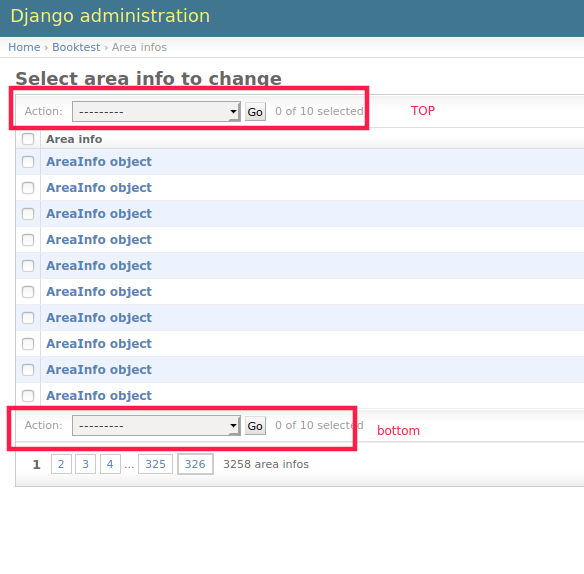 Django administration
Home › Booktest › Area infos
Select area info to change
Action: --------- Go 0 of 10 selected TOP
Area info
AreaInfo object
AreaInfo object
AreaInfo object
AreaInfo object
AreaInfo object
AreaInfo object
AreaInfo object
AreaInfo object
AreaInfo object
AreaInfo object
Action: --------- Go 0 of 10 selected bottom
1 2 3 4 ... 325 326 3258 area infos